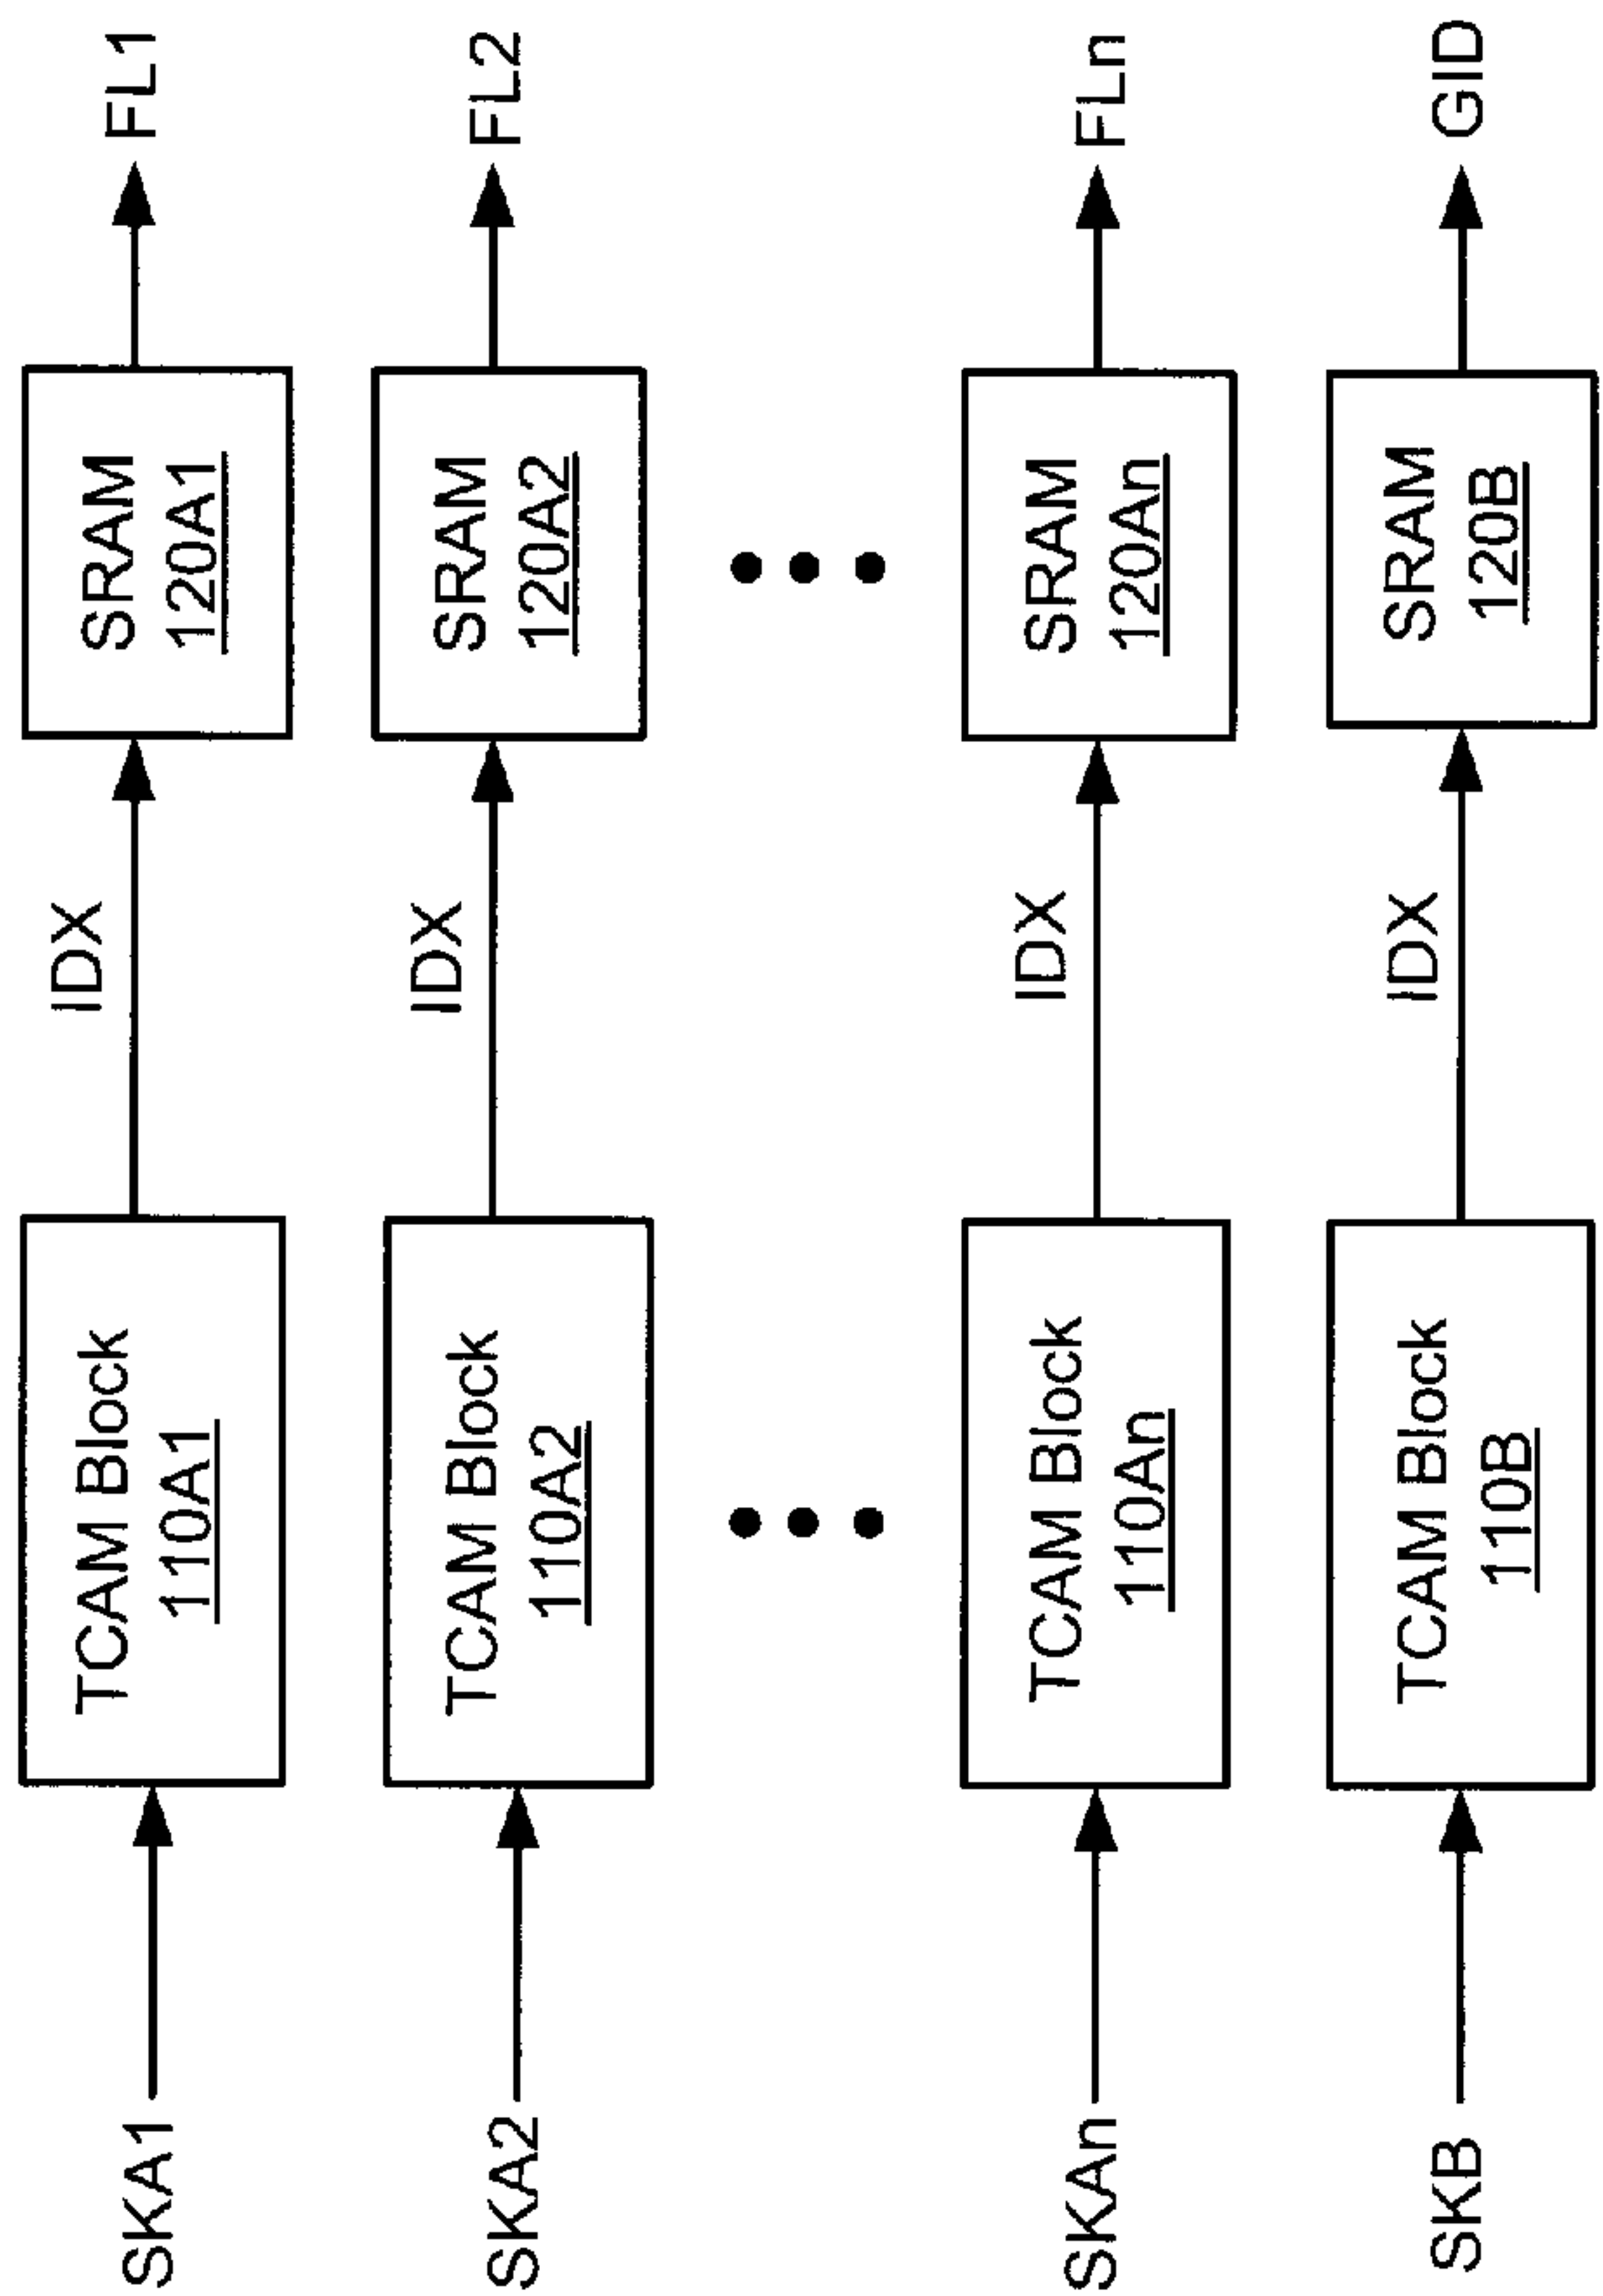 SKA1
TCAM Block
110A1
IDX
SRAM
120A1
FL1
SKA2
TCAM Block
110A2
IDX
SRAM
120A2
FL2
SKAn
TCAM Block
110An
IDX
SRAM
120An
FLn
SKB
TCAM Block
110B
IDX
SRAM
120B
GID